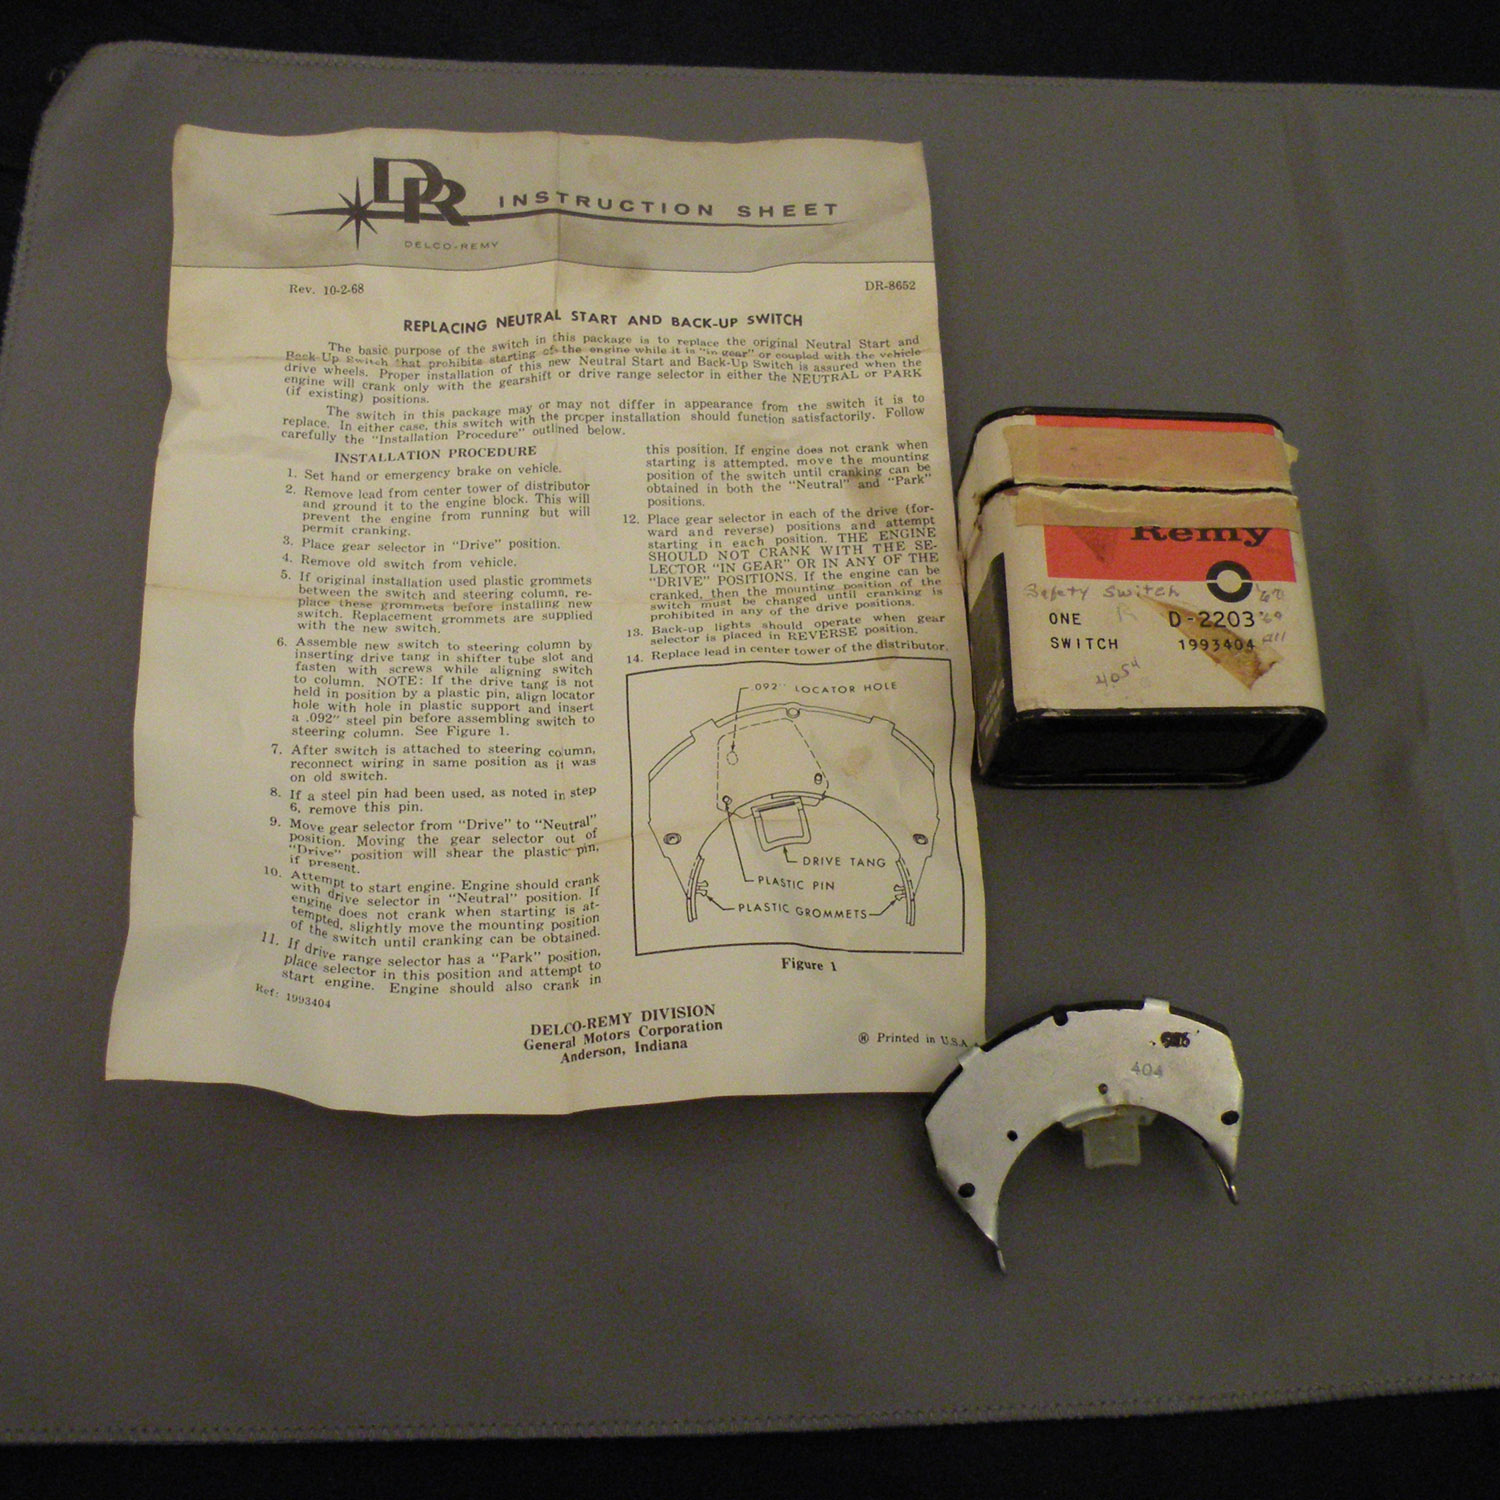 DR INSTRUCTION SHEET
DELCO-REMY
Rev. 10-2-68
DR-8652
REPLACING NEUTRAL START AND BACK-UP SWITCH
The basic purpose of the switch in this package is to replace the original Neutral Start and
Back-Up Switch that prohibits starting of the engine while it is "in gear" or coupled with the vehicle
drive wheels. Proper installation of this new Neutral Start and Back-Up Switch is assured when the
engine will crank only with the gearshift or drive range selector in either the NEUTRAL or PARK
(if existing) positions.
The switch in this package may or may not differ in appearance from the switch it is to
replace. In either case, this switch with the proper installation should function satisfactorily. Follow
carefully the "Installation Procedure" outlined below.
INSTALLATION PROCEDURE
1. Set hand or emergency brake on vehicle.
2. Remove lead from center tower of distributor
and ground it to the engine block. This will
prevent the engine from running but will
permit cranking.
3. Place gear selector in "Drive" position.
4. Remove old switch from vehicle.
5. If original installation used plastic grommets
between the switch and steering column, re-
place these grommets before installing new
switch. Replacement grommets are supplied
with the new switch.
6. Assemble new switch to steering column by
inserting drive tang in shifter tube slot and
fasten with screws while aligning switch
to column. NOTE: If the drive tang is not
held in position by a plastic pin, align locator
hole with hole in plastic support and insert
a .092" steel pin before assembling switch to
steering column. See Figure 1.
7. After switch is attached to steering column,
reconnect wiring in same position as it was
on old switch.
8. If a steel pin had been used, as noted in step
6, remove this pin.
9. Move gear selector from "Drive" to "Neutral"
position. Moving the gear selector out of
"Drive" position will shear the plastic pin,
if present.
10. Attempt to start engine. Engine should crank
with drive selector in "Neutral" position. If
engine does not crank when starting is at-
tempted, slightly move the mounting position
of the switch until cranking can be obtained.
11. If drive range selector has a "Park" position,
place selector in this position and attempt to
start engine. Engine should also crank in
Ref: 1993404
this position. If engine does not crank when
starting is attempted, move the mounting
position of the switch until cranking can be
obtained in both the "Neutral" and "Park"
positions.
12. Place gear selector in each of the drive (for-
ward and reverse) positions and attempt
starting in each position. THE ENGINE
SHOULD NOT CRANK WITH THE SE-
LECTOR "IN GEAR" OR IN ANY OF THE
"DRIVE" POSITIONS. If the engine can be
cranked, then the mounting position of the
switch must be changed until cranking is
prohibited in any of the drive positions.
13. Back-up lights should operate when gear
selector is placed in REVERSE position.
14. Replace lead in center tower of the distributor.
.092" LOCATOR HOLE
DRIVE TANG
PLASTIC PIN
PLASTIC GROMMETS
Figure 1
DELCO-REMY DIVISION
General Motors Corporation
Anderson, Indiana
® Printed in U.S.A.
Remy
Safety Switch
'68
ONE D-2203 '69
SWITCH 1993404 all
R
4054
404